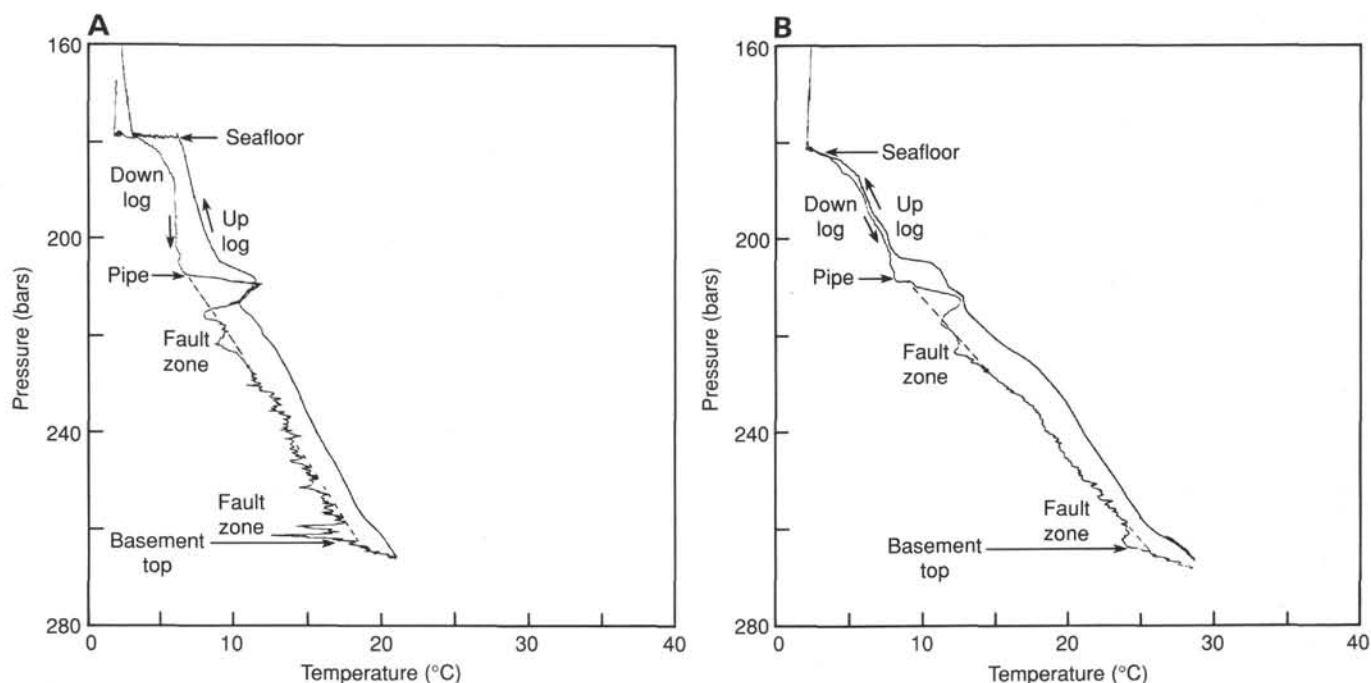 A
160
200
240
280
Pressure (bars)
0
10
20
30
40
Temperature (°C)
Seafloor
Down
log
Up
log
Pipe
Fault
zone
Fault
zone
Basement
top
B
160
200
240
280
Pressure (bars)
0
10
20
30
40
Temperature (°C)
Seafloor
Down
log
Up
log
Pipe
Fault
zone
Fault
zone
Basement
top